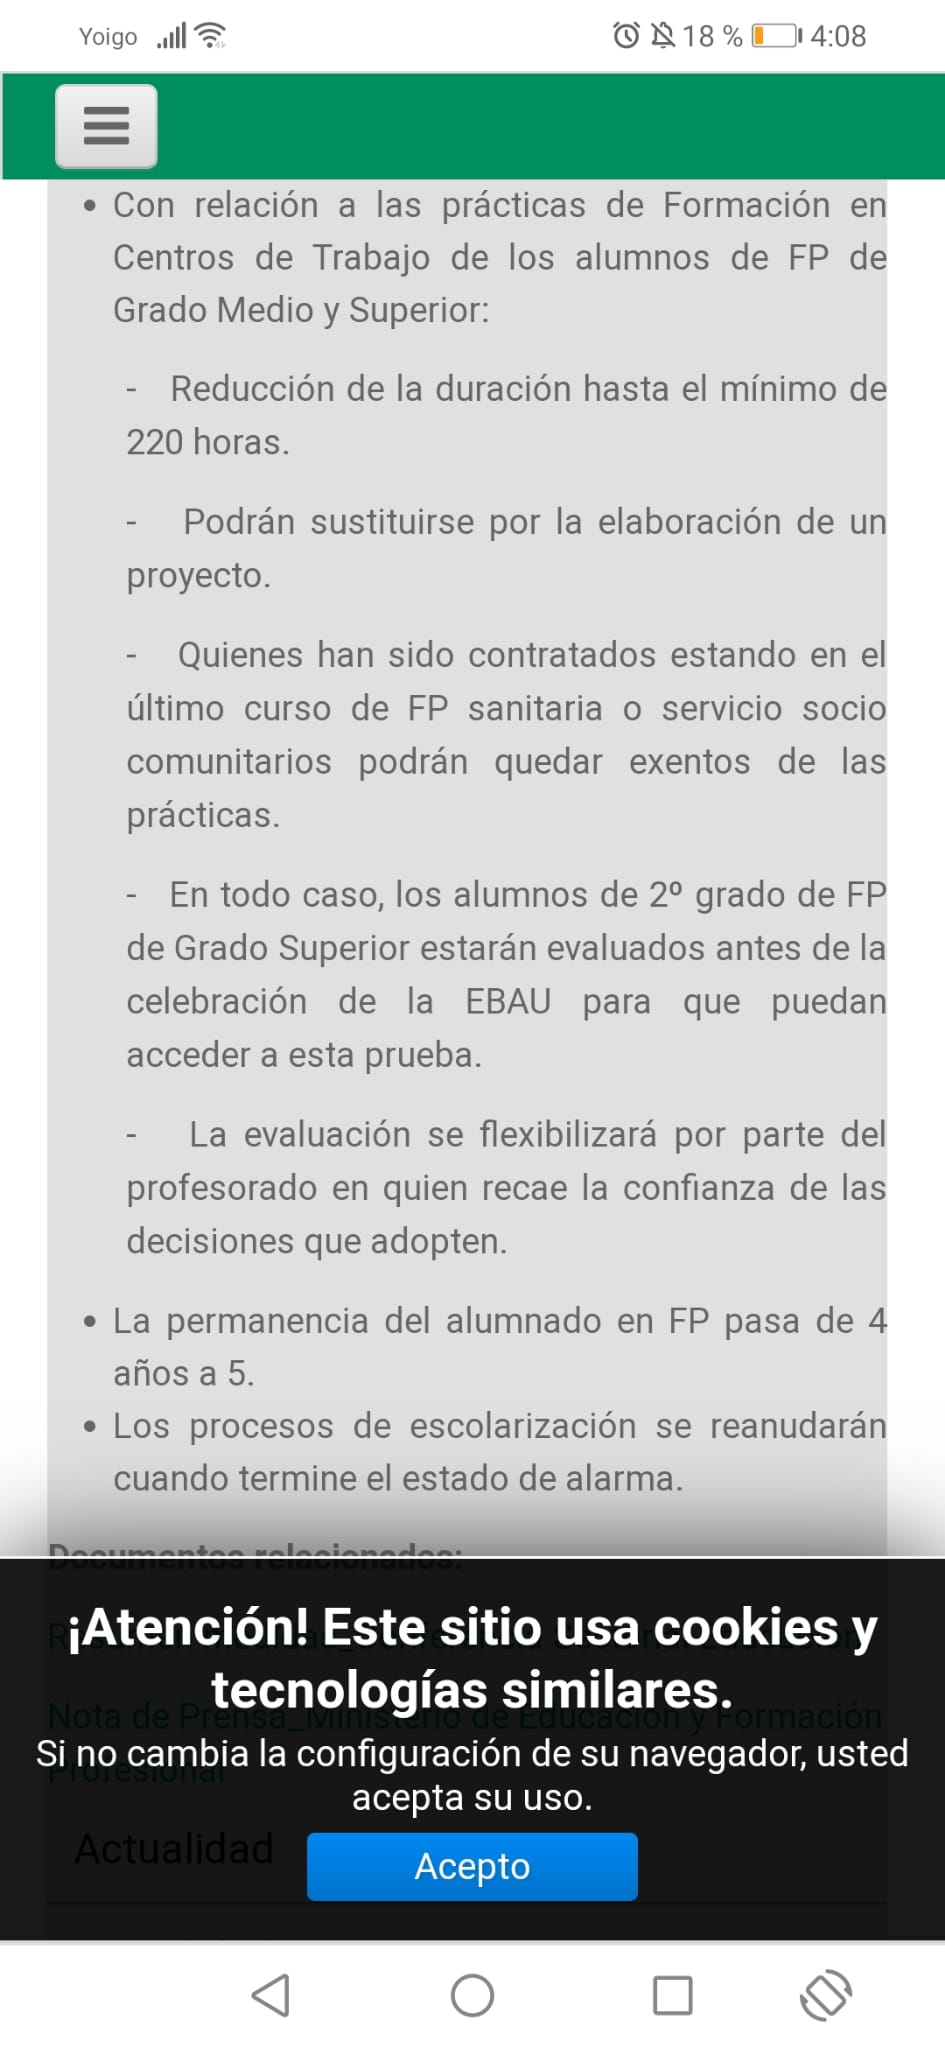 Yoigo
18 %
4:08
Con relación a las prácticas de Formación en
Centros de Trabajo de los alumnos de FP de
Grado Medio y Superior:
- Reducción de la duración hasta el mínimo de
220 horas.
- Podrán sustituirse por la elaboración de un
proyecto.
- Quienes han sido contratados estando en el
último curso de FP sanitaria o servicio socio
comunitarios podrán quedar exentos de las
prácticas.
- En todo caso, los alumnos de 2º grado de FP
de Grado Superior estarán evaluados antes de la
celebración de la EBAU para que puedan
acceder a esta prueba.
- La evaluación se flexibilizará por parte del
profesorado en quien recae la confianza de las
decisiones que adopten.
La permanencia del alumnado en FP pasa de 4
años a 5.
Los procesos de escolarización se reanudarán
cuando termine el estado de alarma.
Documentos relacionados:
¡Atención! Este sitio usa cookies y
tecnologías similares.
Nota de Prensa_Ministerio de Educación y Formación
Profesional
Si no cambia la configuración de su navegador, usted
acepta su uso.
Actualidad
Acepto